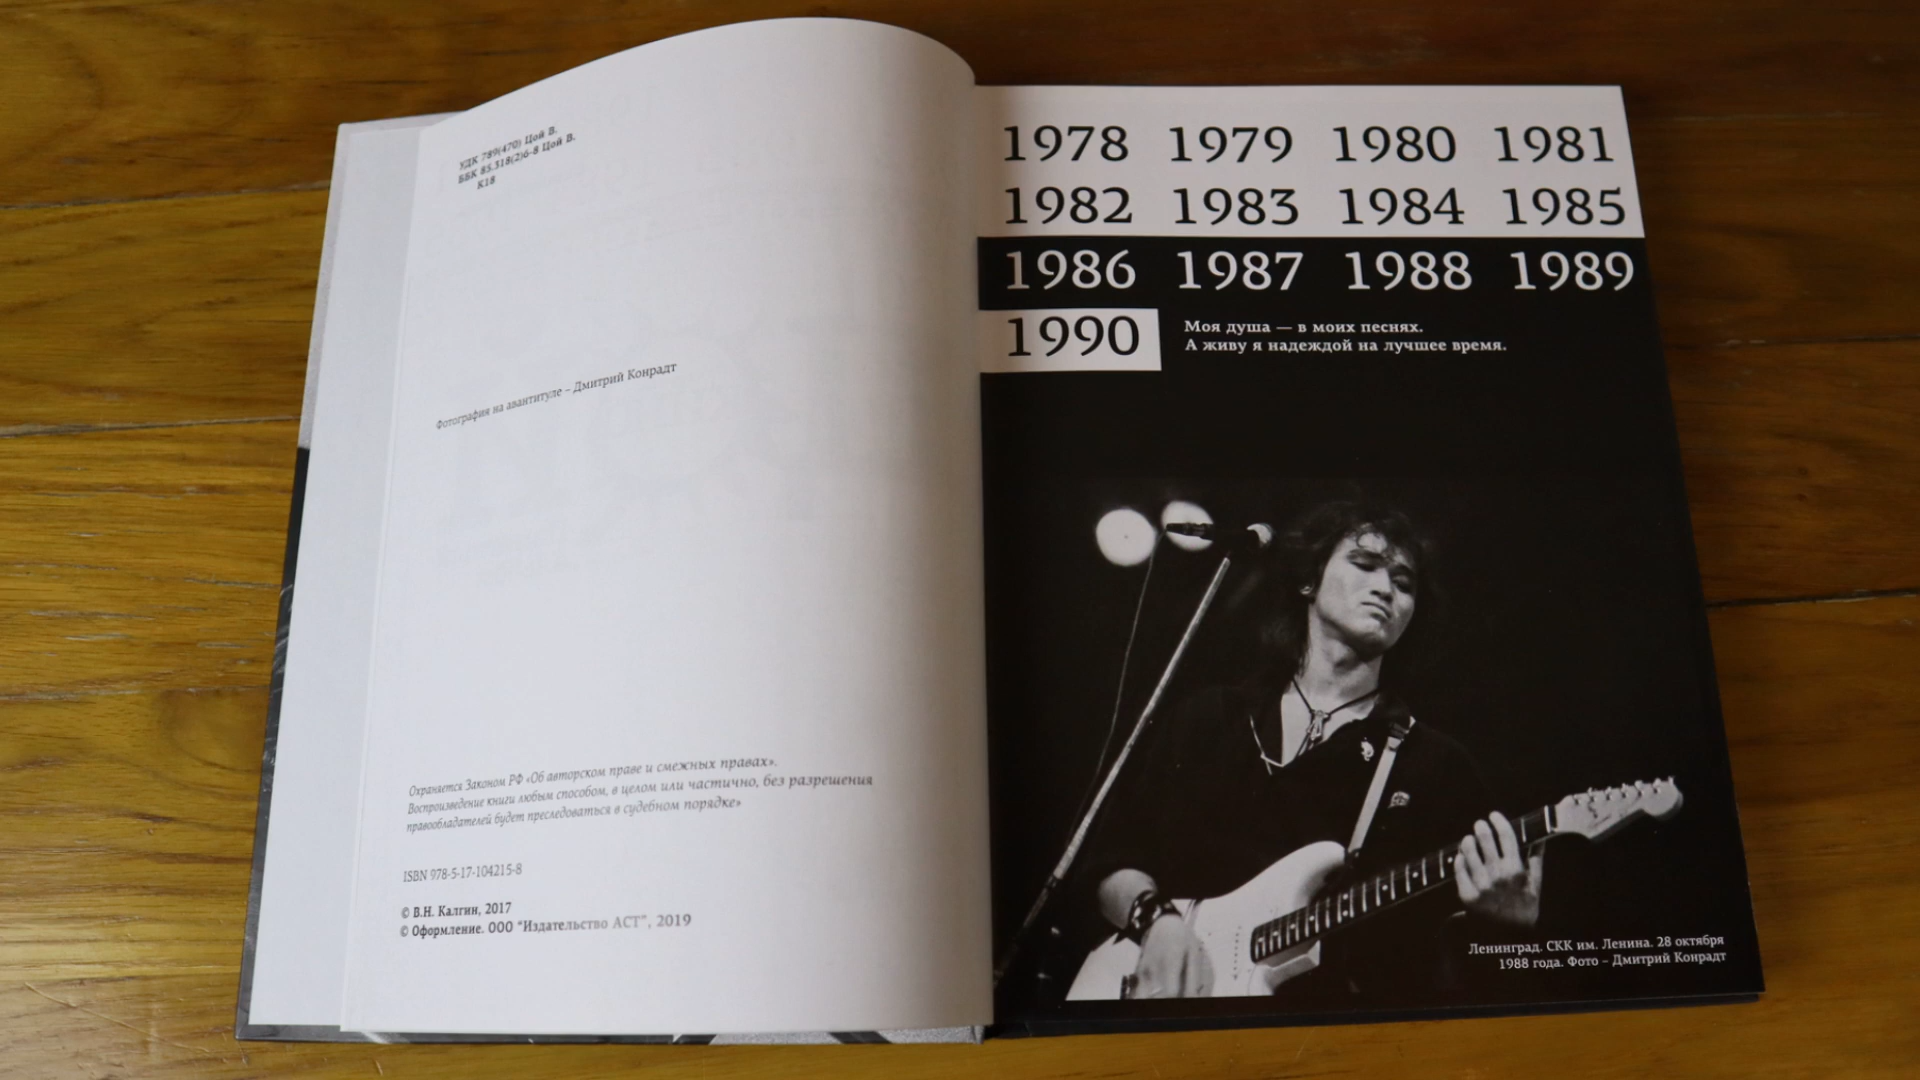 УДК 789(470) Цой В.
ББК 85.318(2)6-8 Цой В.
К18
Фотография на авантитуле – Дмитрий Конрадт
Охраняется Законом РФ «Об авторском праве и смежных правах».
Воспроизведение книги любым способом, в целом или частично, без разрешения
правообладателей будет преследоваться в судебном порядке»
ISBN 978-5-17-104215-8
© В.Н. Калгин, 2017
© Оформление. ООО "Издательство АСТ", 2019
1978 1979 1980 1981
1982 1983 1984 1985
1986 1987 1988 1989
1990
Моя душа — в моих песнях.
А живу я надеждой на лучшее время.
Ленинград. СКК им. Ленина. 28 октября
1988 года. Фото – Дмитрий Конрадт